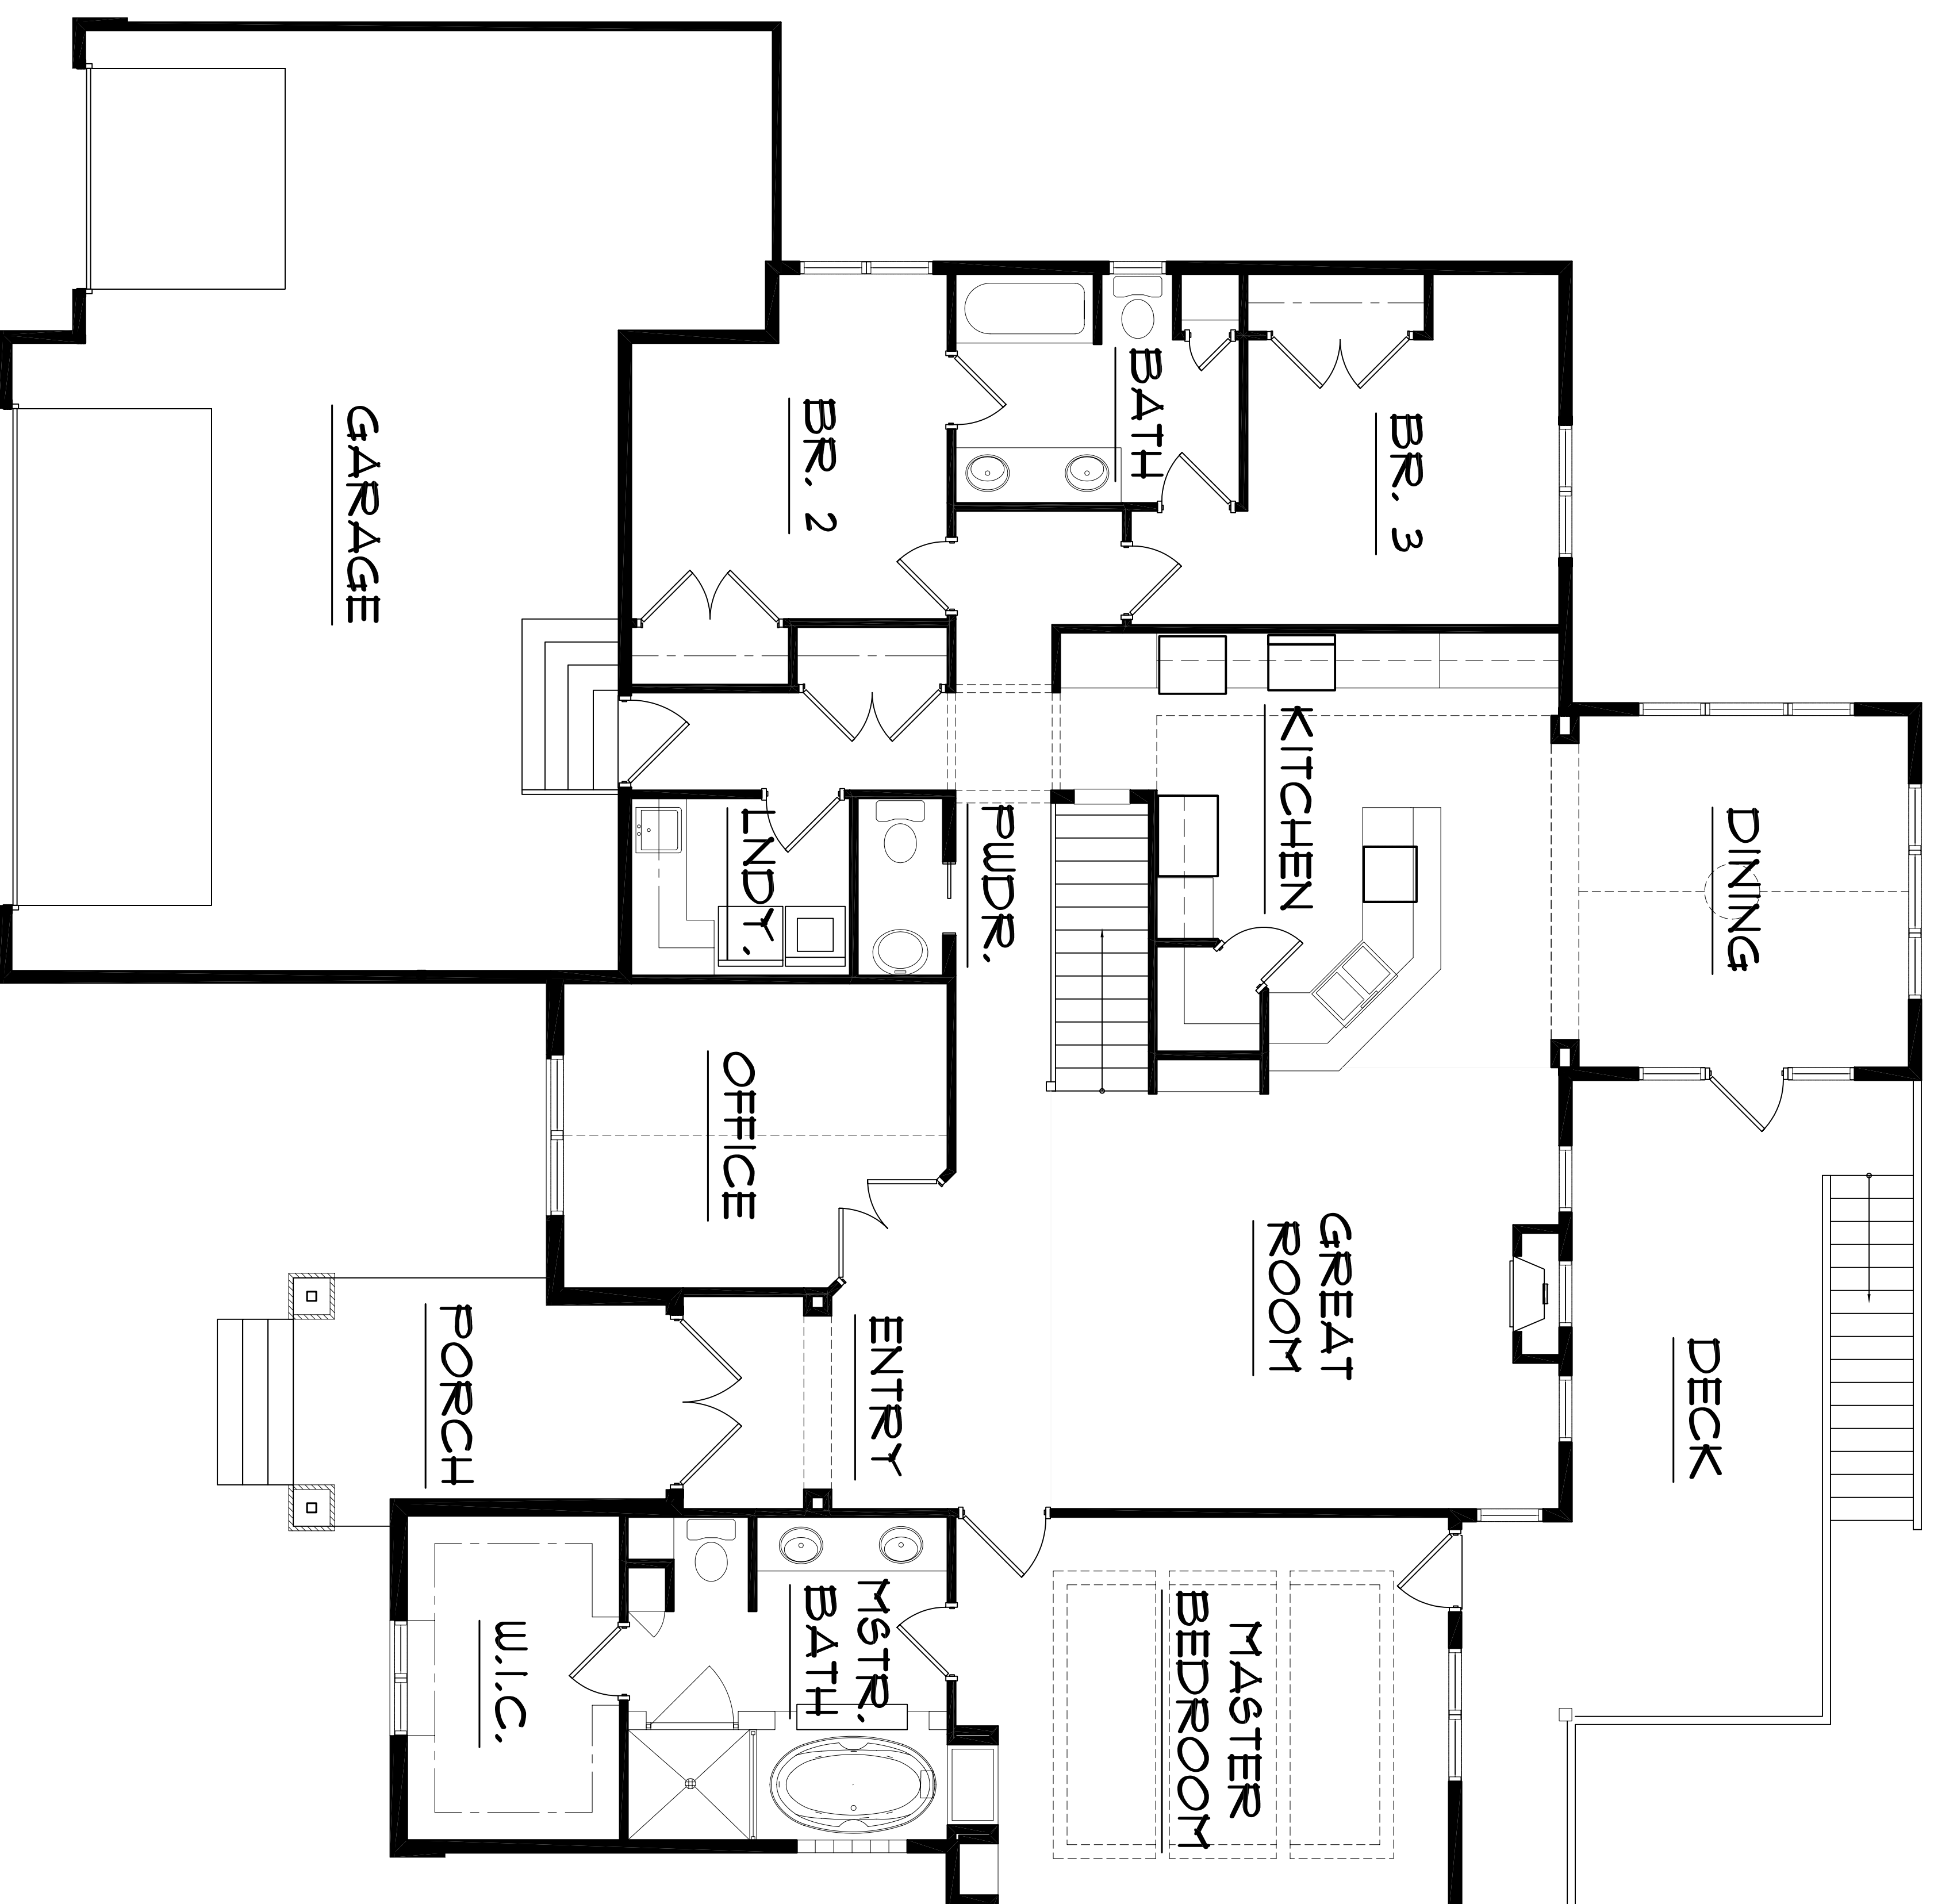 DINING
DECK
BR. 3
KITCHEN
GREAT
ROOM
MASTER
BEDROOM
BATH
PWDR.
BR. 2
LNDY.
OFFICE
ENTRY
MSTR.
BATH
GARAGE
PORCH
W.I.C.